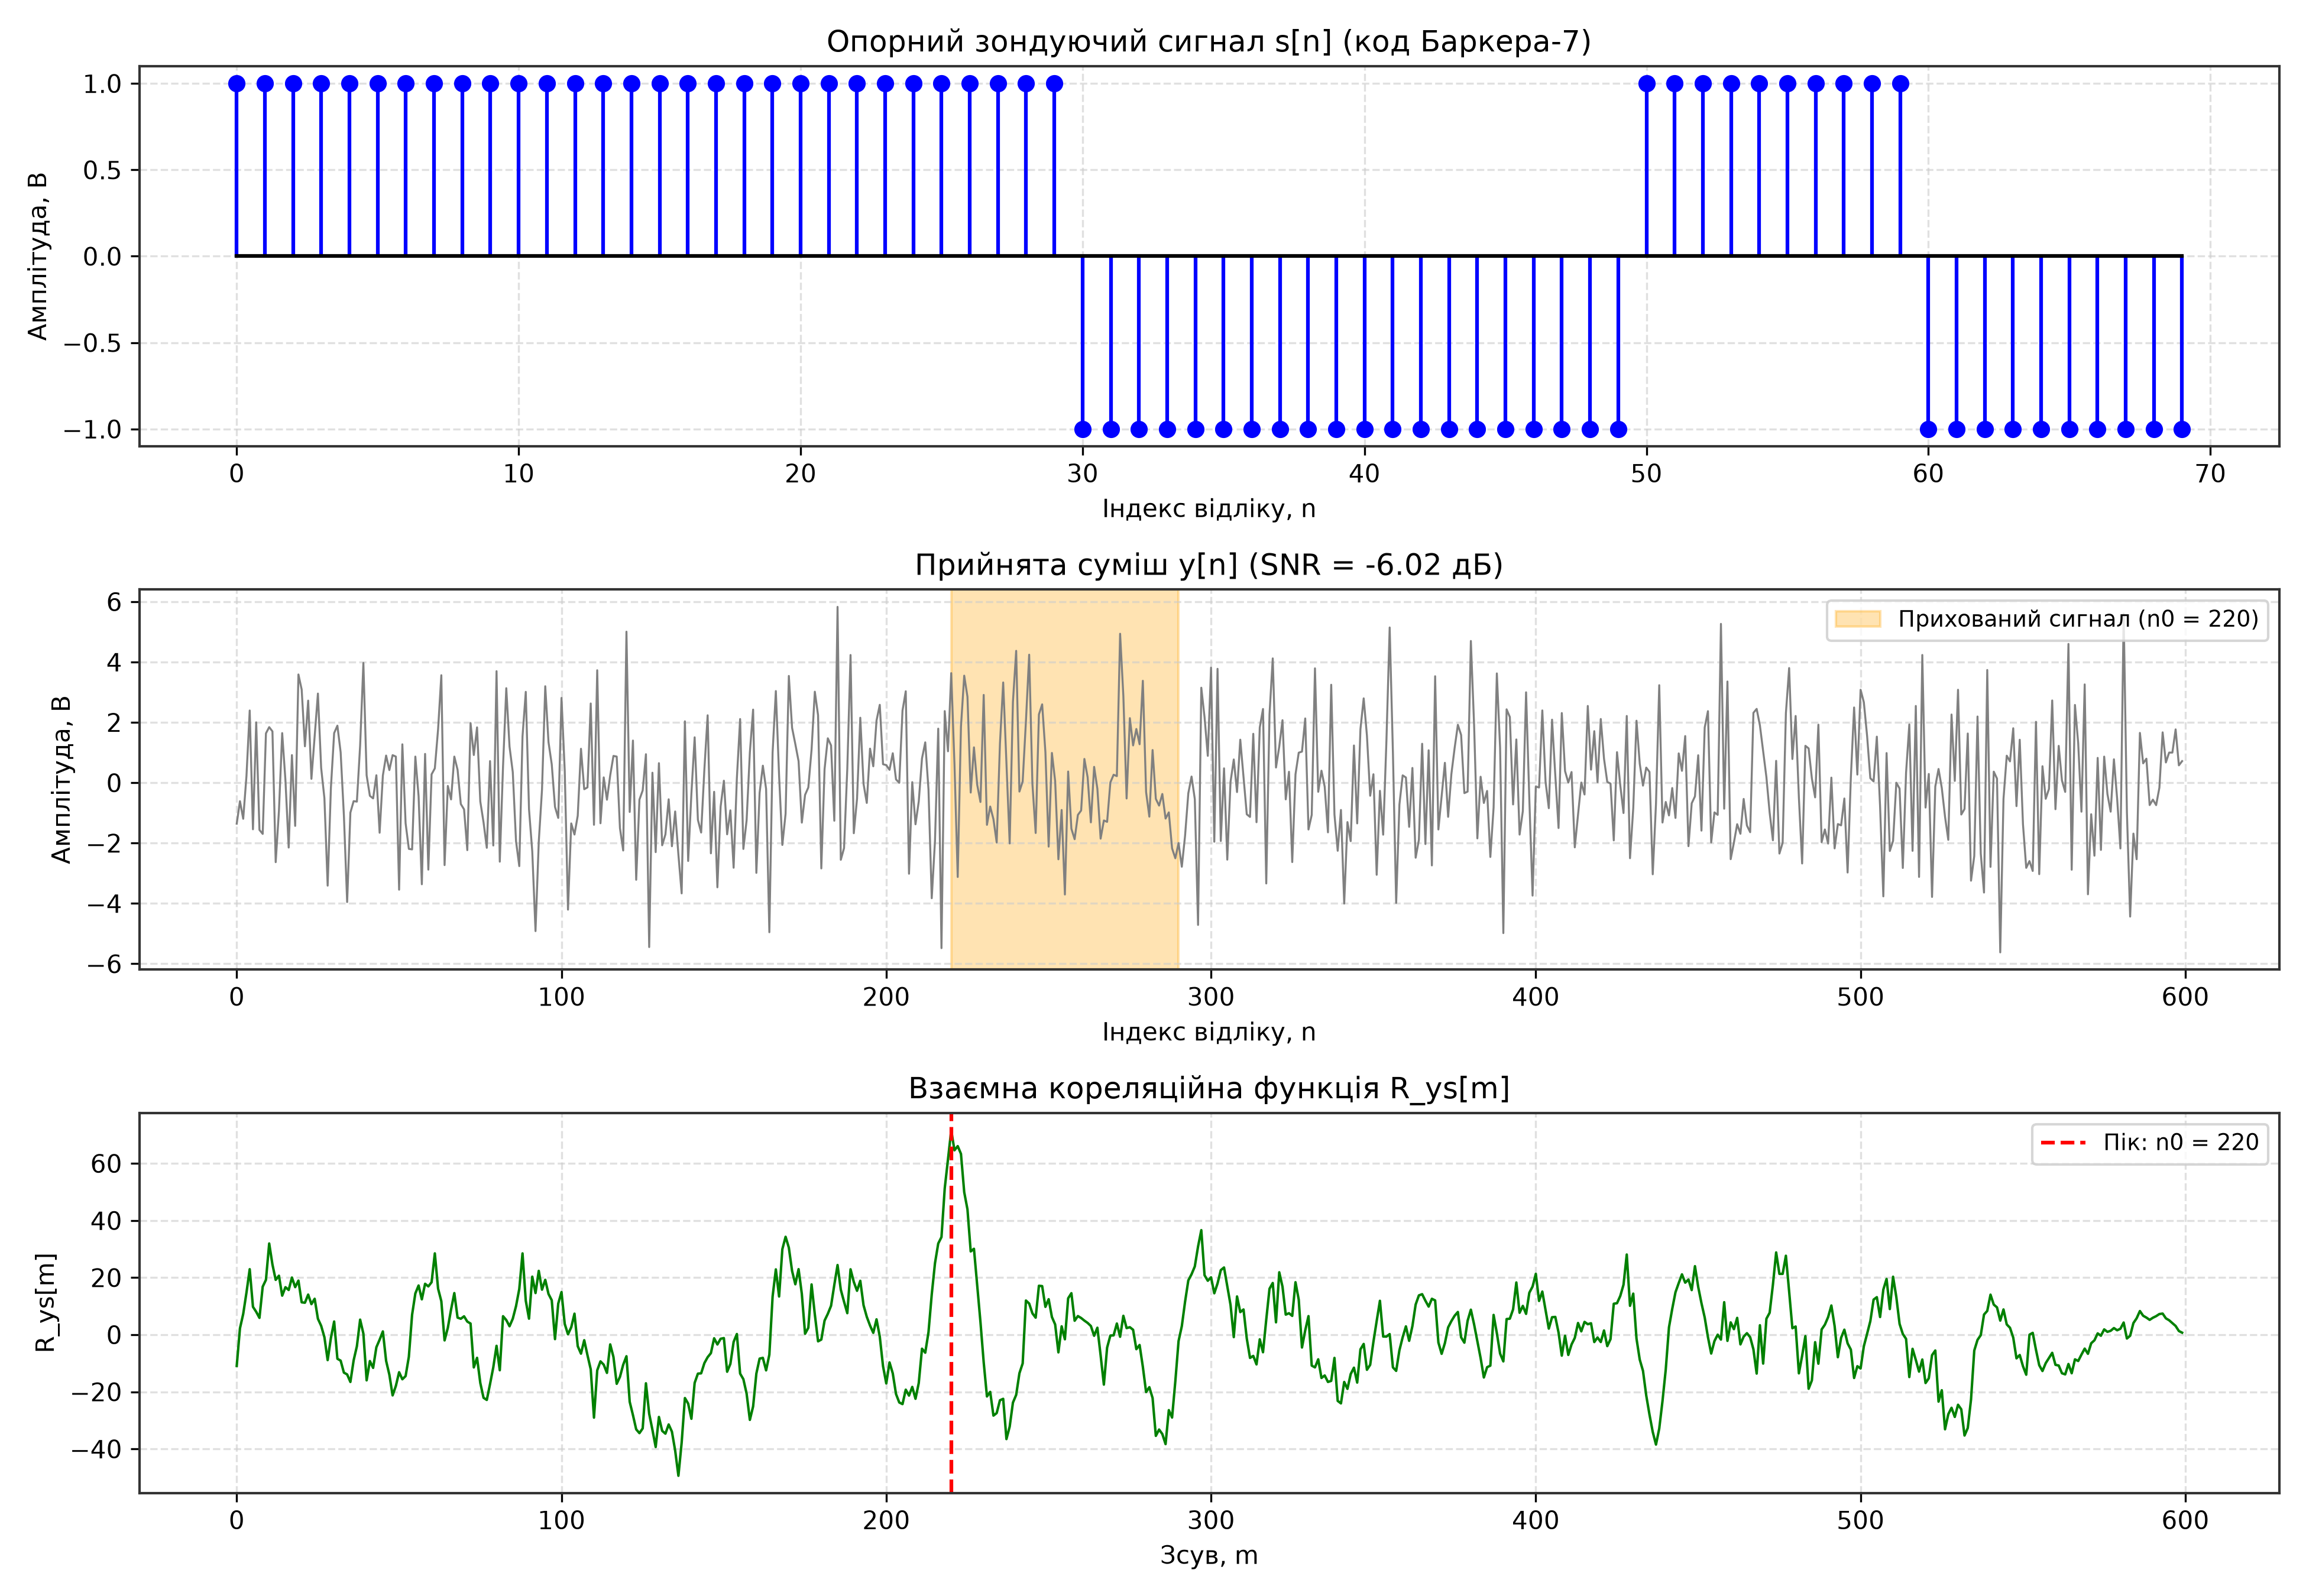 Опорний зондуючий сигнал s[n] (код Баркера-7)
1.0
0.5
0.0
−0.5
−1.0
Амплітуда, В
0 10 20 30 40 50 60 70
Індекс відліку, n
Прийнята суміш y[n] (SNR = -6.02 дБ)
Прихований сигнал (n0 = 220)
6
4
2
0
−2
−4
−6
Амплітуда, В
0 100 200 300 400 500 600
Індекс відліку, n
Взаємна кореляційна функція R_ys[m]
Пік: n0 = 220
60
40
20
0
−20
−40
R_ys[m]
0 100 200 300 400 500 600
Зсув, m